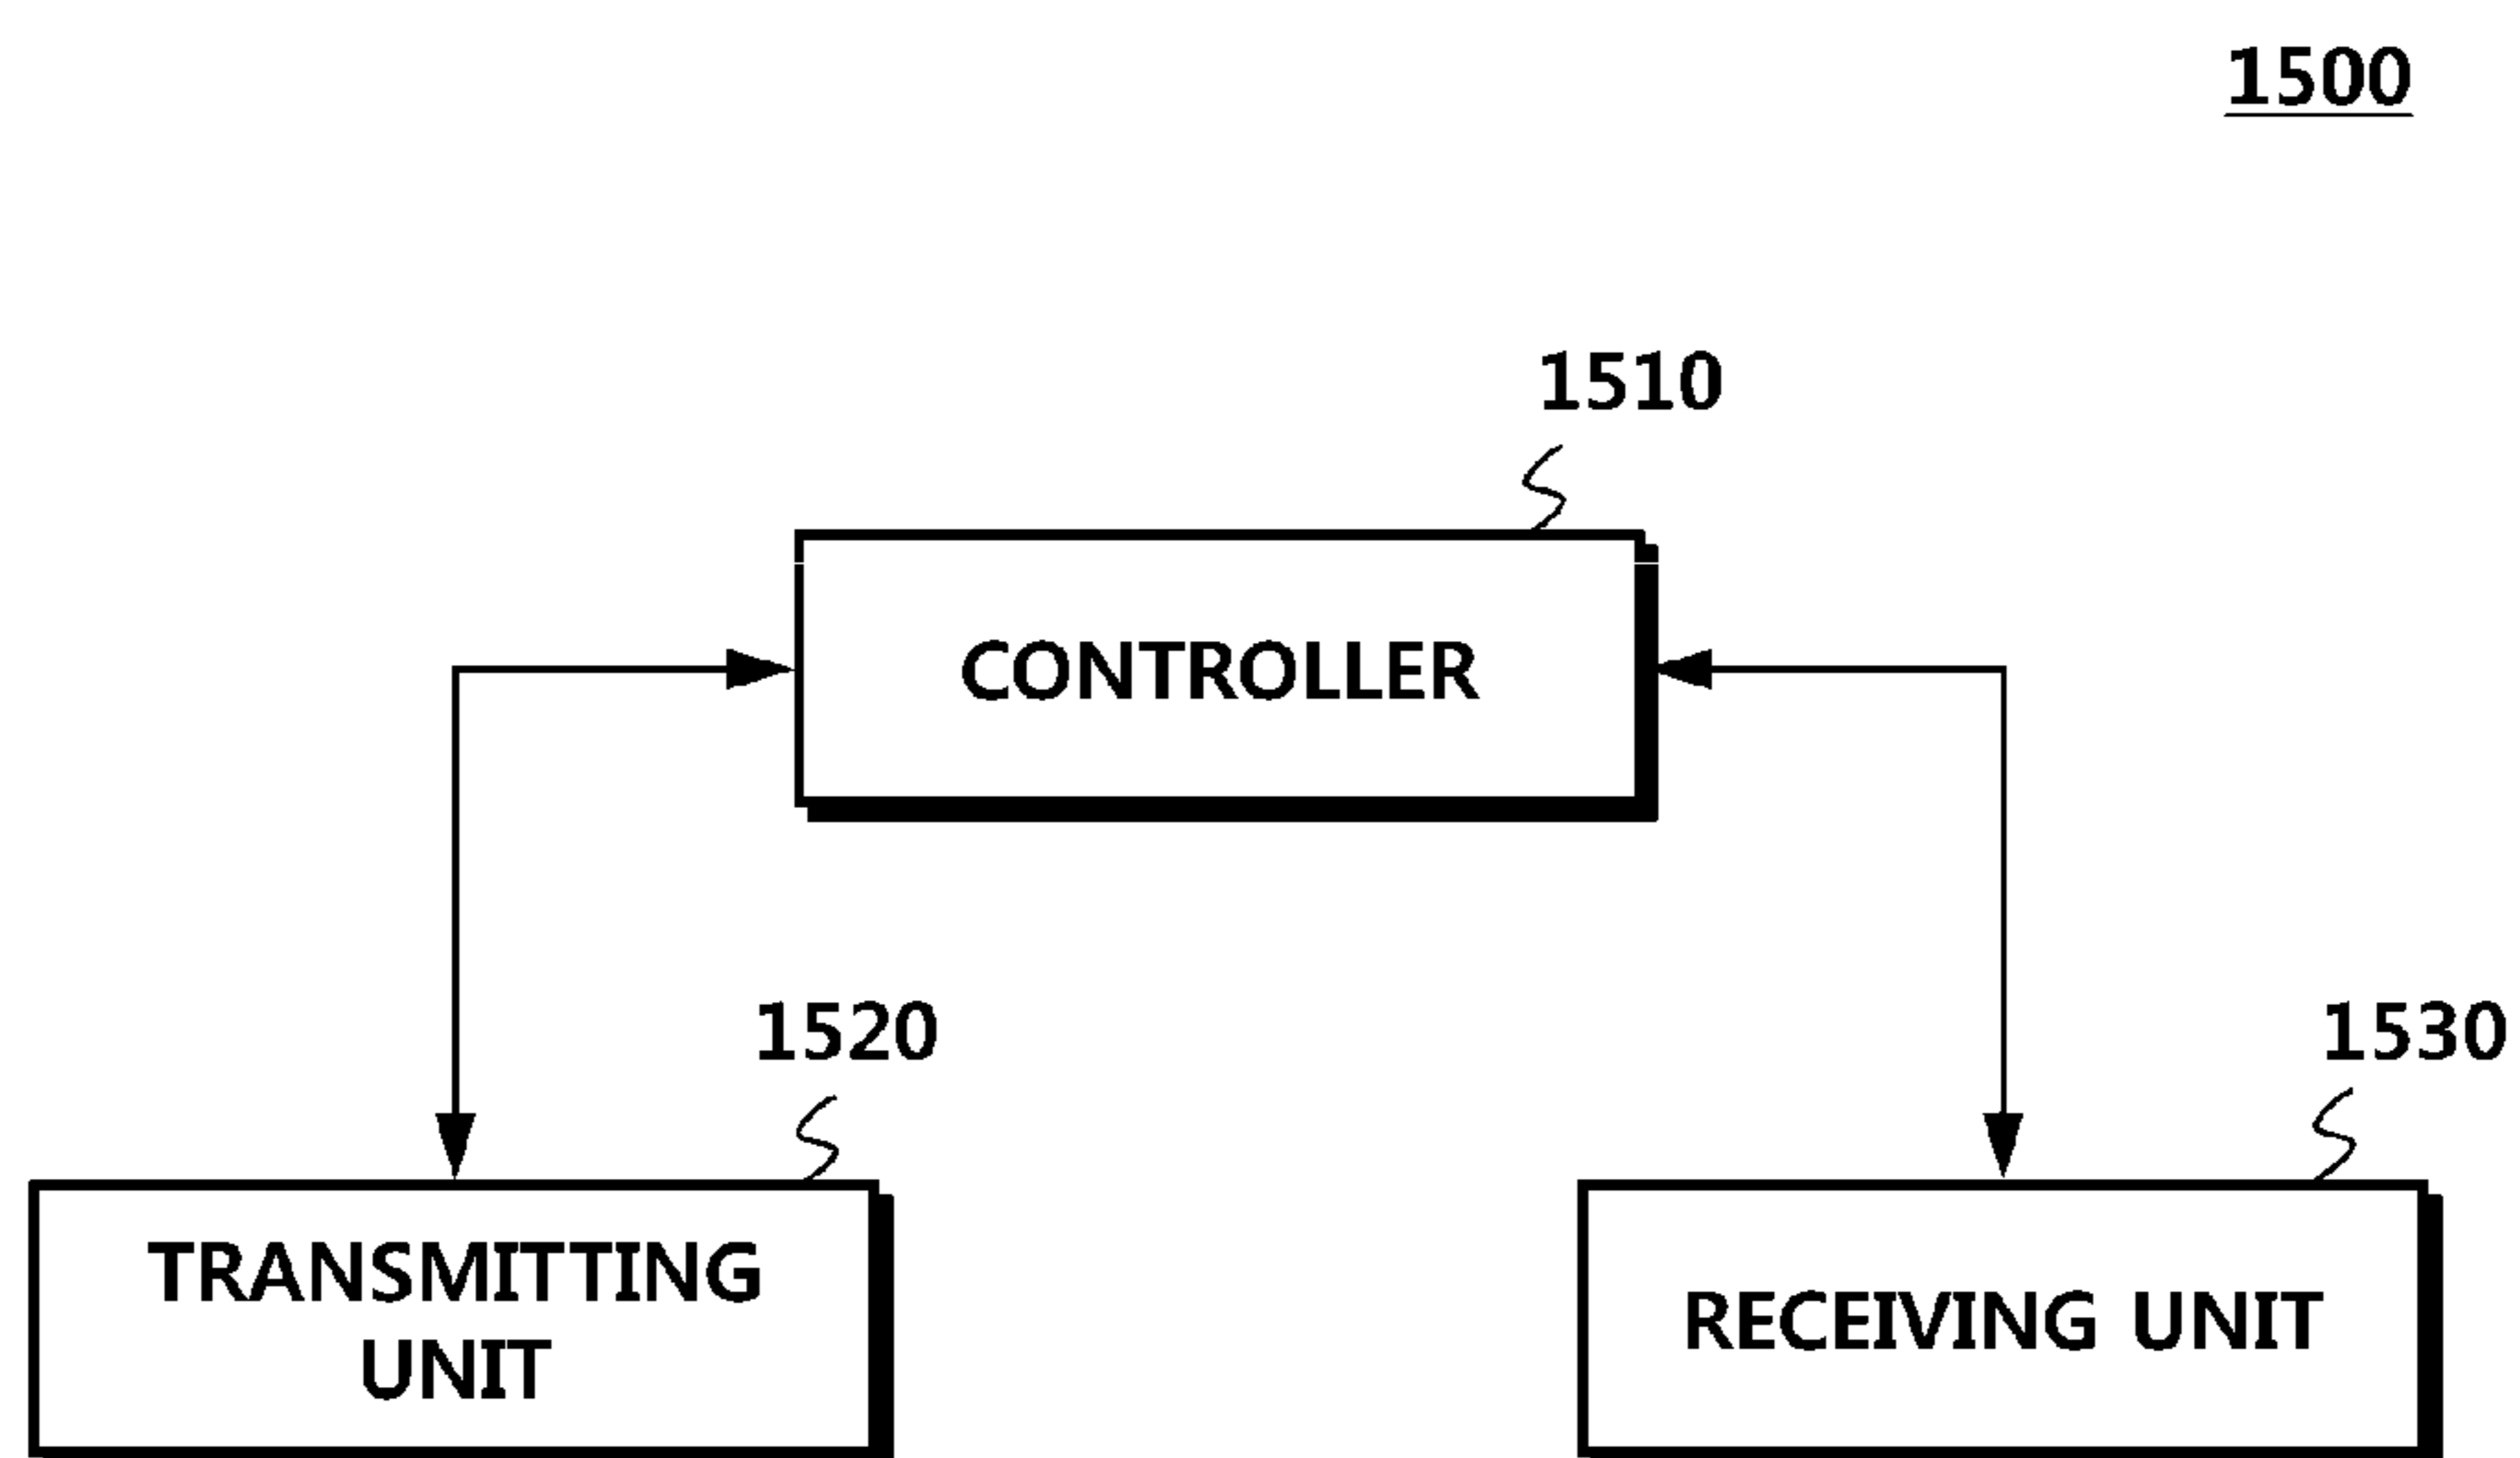 1500
1510
CONTROLLER
1520
1530
TRANSMITTING
UNIT
RECEIVING UNIT